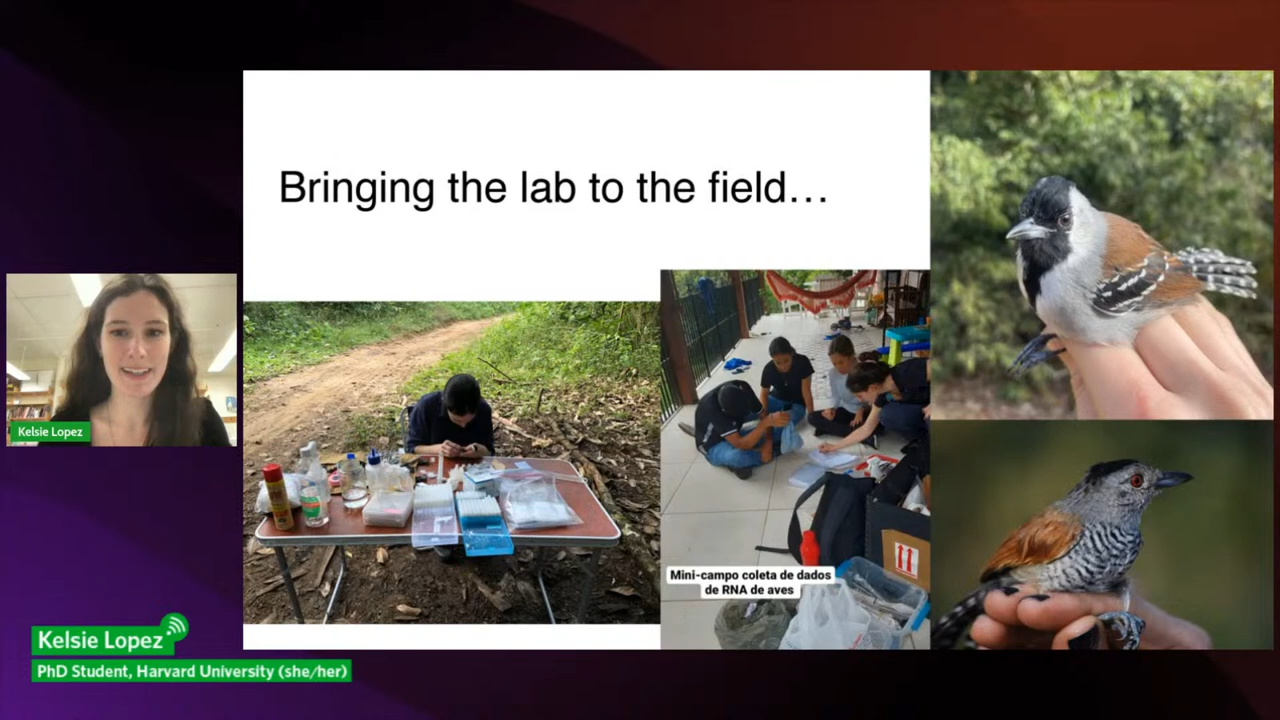 Bringing the lab to the field…
Mini-campo coleta de dados
de RNA de aves
Kelsie Lopez
Kelsie Lopez
PhD Student, Harvard University (she/her)